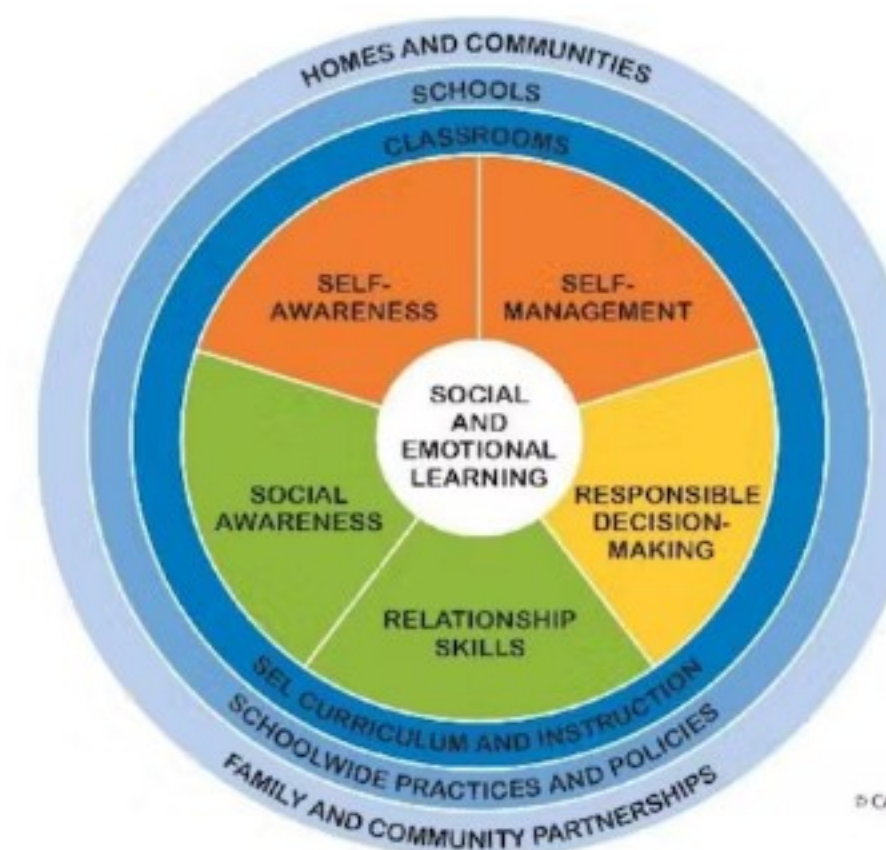 HOMES AND COMMUNITIES
SCHOOLS
CLASSROOMS
SELF-
AWARENESS
SELF-
MANAGEMENT
SOCIAL
AND
EMOTIONAL
LEARNING
SOCIAL
AWARENESS
RESPONSIBLE
DECISION-
MAKING
RELATIONSHIP
SKILLS
SEL CURRICULUM AND INSTRUCTION
SCHOOLWIDE PRACTICES AND POLICIES
FAMILY AND COMMUNITY PARTNERSHIPS